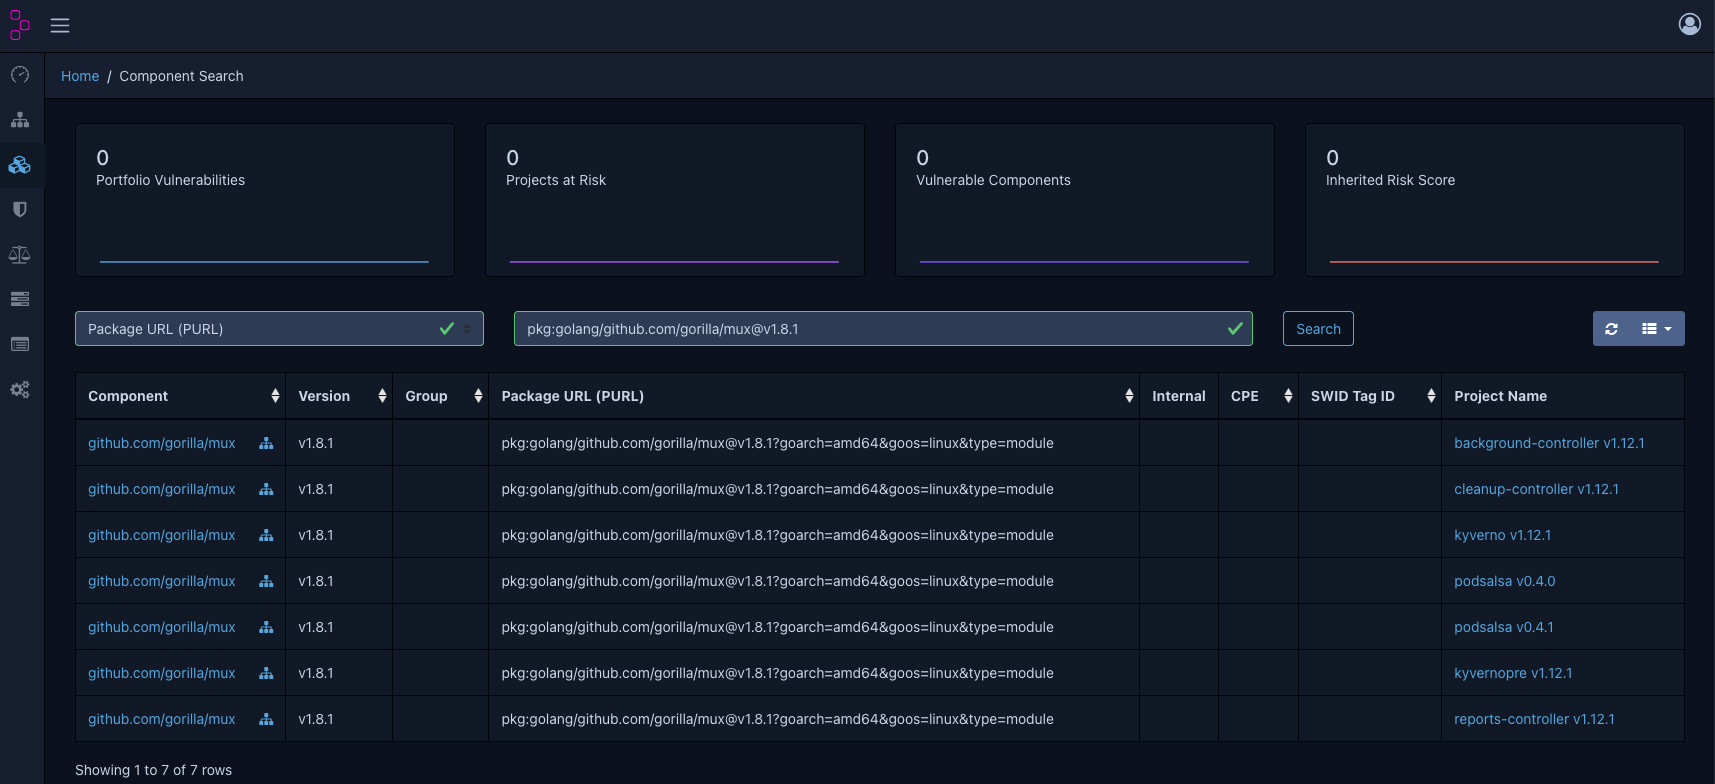 Home / Component Search
0 0 0 0
Portfolio Vulnerabilities Projects at Risk Vulnerable Components Inherited Risk Score
Package URL (PURL) pkg:golang/github.com/gorilla/mux@v1.8.1 Search
Component Version Group Package URL (PURL) Internal CPE SWID Tag ID Project Name
github.com/gorilla/mux v1.8.1 pkg:golang/github.com/gorilla/mux@v1.8.1?goarch=amd64&goos=linux&type=module background-controller v1.12.1
github.com/gorilla/mux v1.8.1 pkg:golang/github.com/gorilla/mux@v1.8.1?goarch=amd64&goos=linux&type=module cleanup-controller v1.12.1
github.com/gorilla/mux v1.8.1 pkg:golang/github.com/gorilla/mux@v1.8.1?goarch=amd64&goos=linux&type=module kyverno v1.12.1
github.com/gorilla/mux v1.8.1 pkg:golang/github.com/gorilla/mux@v1.8.1?goarch=amd64&goos=linux&type=module podsalsa v0.4.0
github.com/gorilla/mux v1.8.1 pkg:golang/github.com/gorilla/mux@v1.8.1?goarch=amd64&goos=linux&type=module podsalsa v0.4.1
github.com/gorilla/mux v1.8.1 pkg:golang/github.com/gorilla/mux@v1.8.1?goarch=amd64&goos=linux&type=module kyvernopre v1.12.1
github.com/gorilla/mux v1.8.1 pkg:golang/github.com/gorilla/mux@v1.8.1?goarch=amd64&goos=linux&type=module reports-controller v1.12.1
Showing 1 to 7 of 7 rows